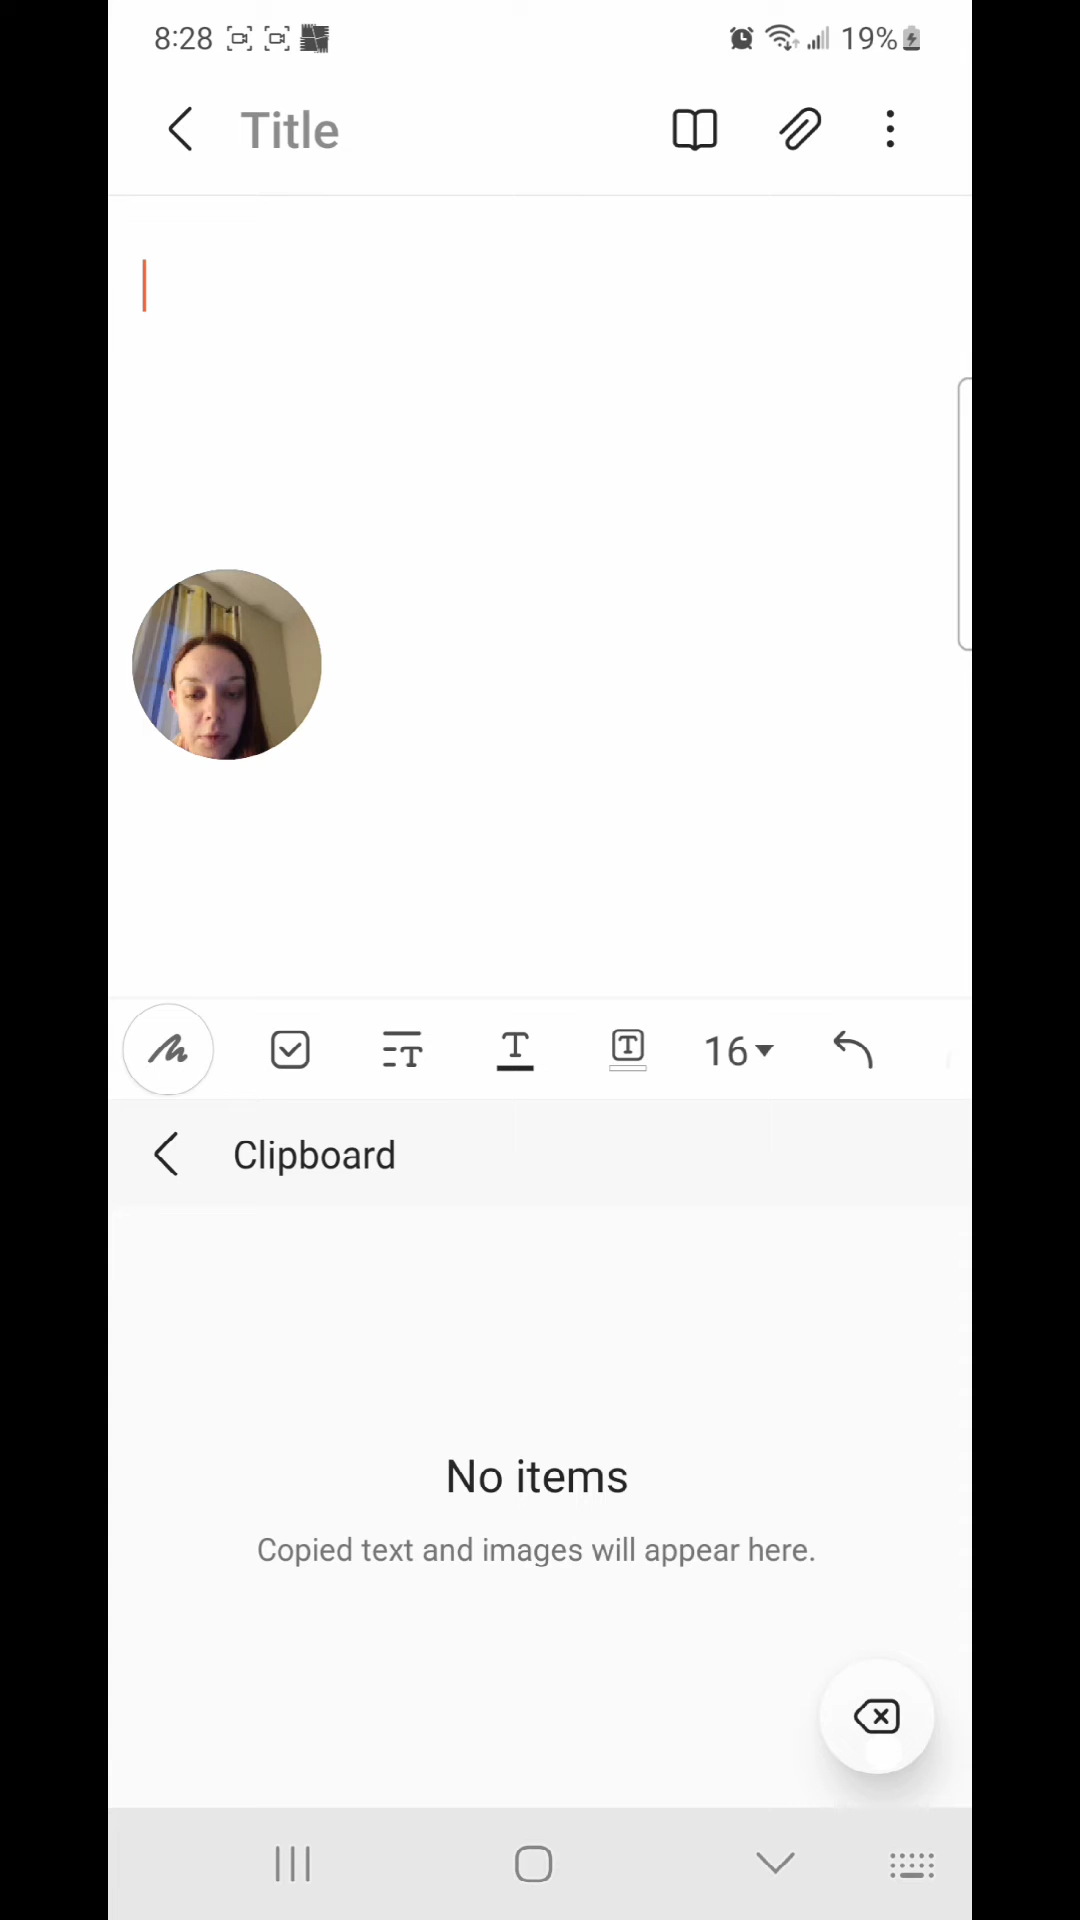 8:28 19%
Title
16
Clipboard
No items
Copied text and images will appear here.